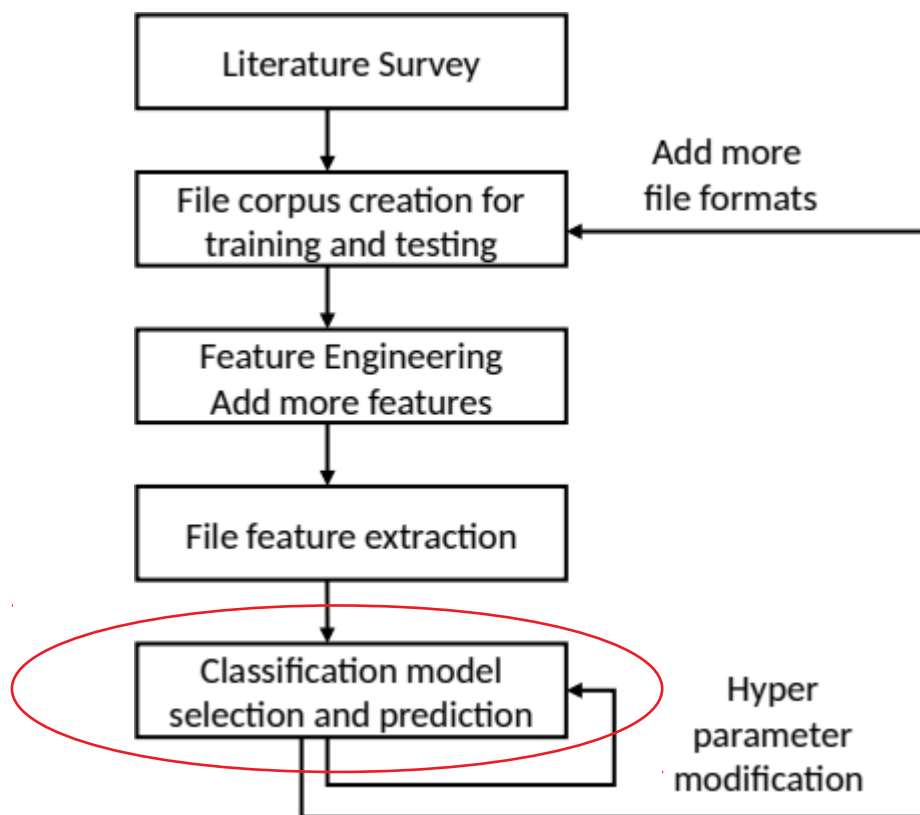 Literature Survey
Add more
file formats
File corpus creation for
training and testing
Feature Engineering
Add more features
File feature extraction
Classification model
selection and prediction
Hyper
parameter
modification